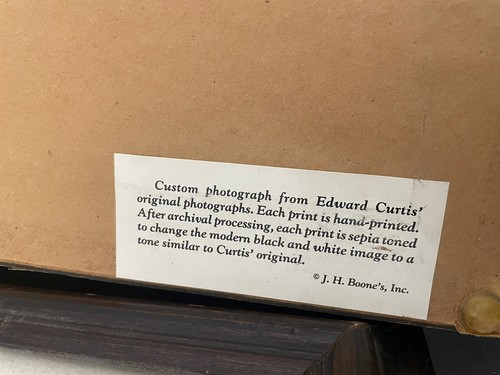 Custom photograph from Edward Curtis'
original photographs. Each print is hand-printed.
After archival processing, each print is sepia toned
to change the modern black and white image to a
tone similar to Curtis' original.
© J. H. Boone's, Inc.